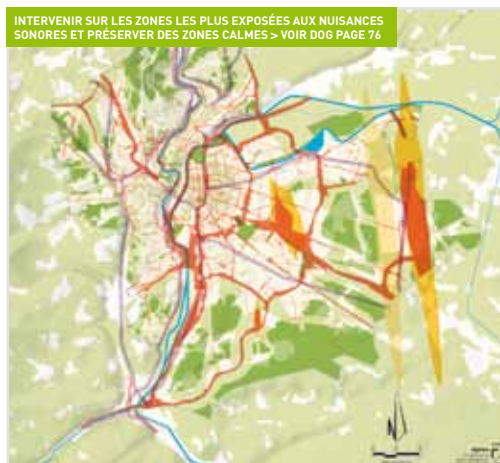 INTERVENIR SUR LES ZONES LES PLUS EXPOSÉES AUX NUISANCES
SONORES ET PRÉSERVER DES ZONES CALMES > VOIR DOG PAGE 76
N